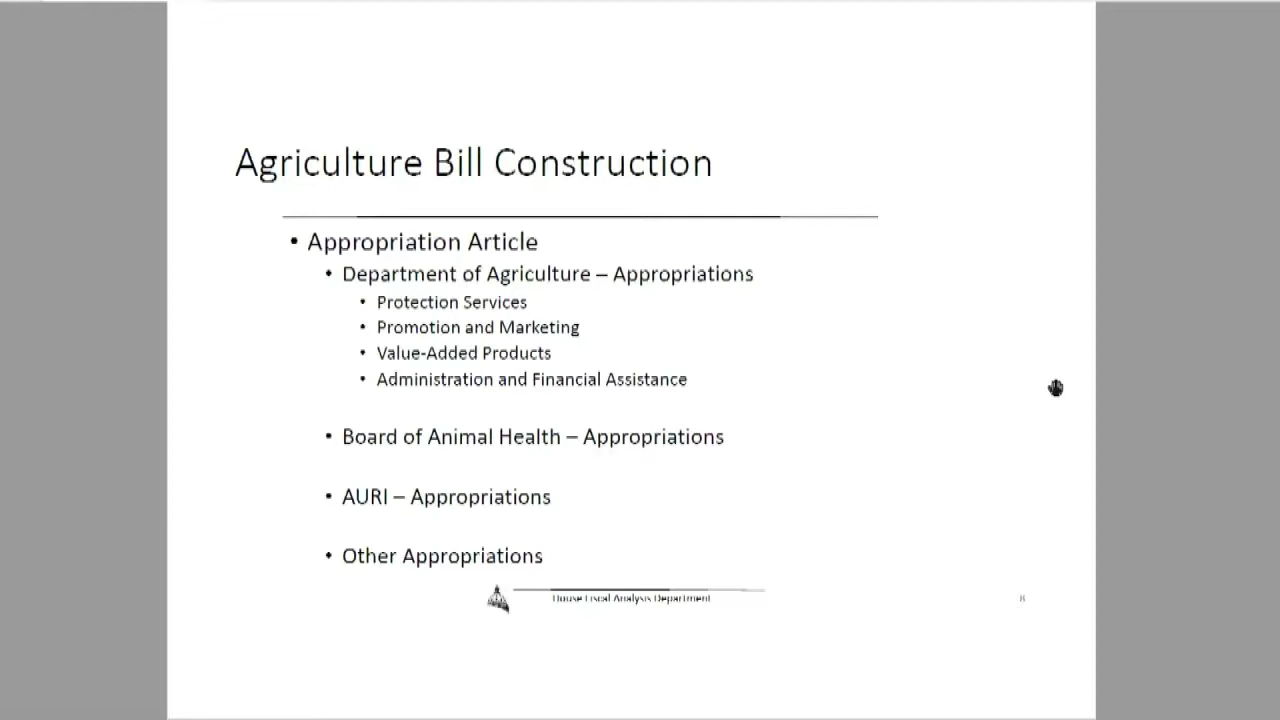 Agriculture Bill Construction
• Appropriation Article
• Department of Agriculture – Appropriations
• Protection Services
• Promotion and Marketing
• Value-Added Products
• Administration and Financial Assistance
• Board of Animal Health – Appropriations
• AURI – Appropriations
• Other Appropriations
House Fiscal Analysis Department